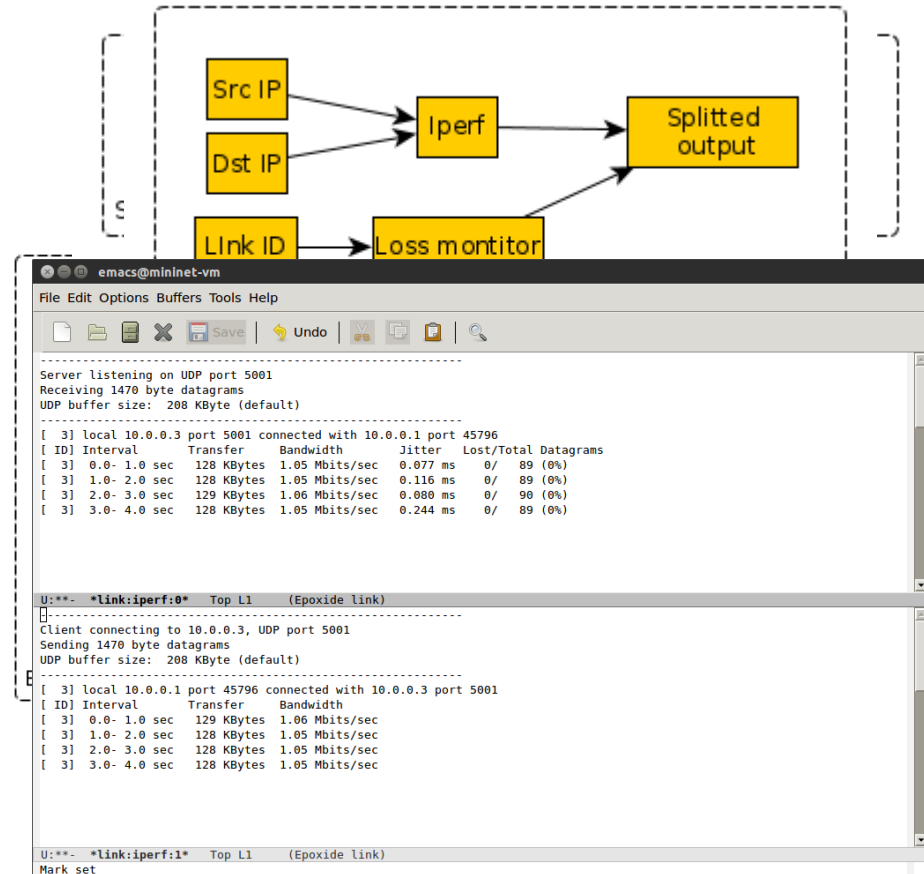 Src IP
Dst IP
Iperf
Splitted
output
LInk ID
Loss montitor
S
E
emacs@mininet-vm
File Edit Options Buffers Tools Help
Save Undo
------------------------------------------------------------
Server listening on UDP port 5001
Receiving 1470 byte datagrams
UDP buffer size:  208 KByte (default)
------------------------------------------------------------
[  3] local 10.0.0.3 port 5001 connected with 10.0.0.1 port 45796
[ ID] Interval       Transfer     Bandwidth        Jitter   Lost/Total Datagrams
[  3]  0.0- 1.0 sec   128 KBytes  1.05 Mbits/sec   0.077 ms    0/   89 (0%)
[  3]  1.0- 2.0 sec   128 KBytes  1.05 Mbits/sec   0.116 ms    0/   89 (0%)
[  3]  2.0- 3.0 sec   129 KBytes  1.06 Mbits/sec   0.080 ms    0/   90 (0%)
[  3]  3.0- 4.0 sec   128 KBytes  1.05 Mbits/sec   0.244 ms    0/   89 (0%)
U:**-  *link:iperf:0*   Top L1     (Epoxide link)
------------------------------------------------------------
Client connecting to 10.0.0.3, UDP port 5001
Sending 1470 byte datagrams
UDP buffer size:  208 KByte (default)
------------------------------------------------------------
[  3] local 10.0.0.1 port 45796 connected with 10.0.0.3 port 5001
[ ID] Interval       Transfer     Bandwidth
[  3]  0.0- 1.0 sec   129 KBytes  1.06 Mbits/sec
[  3]  1.0- 2.0 sec   128 KBytes  1.05 Mbits/sec
[  3]  2.0- 3.0 sec   128 KBytes  1.05 Mbits/sec
[  3]  3.0- 4.0 sec   128 KBytes  1.05 Mbits/sec
U:**-  *link:iperf:1*   Top L1     (Epoxide link)
Mark set